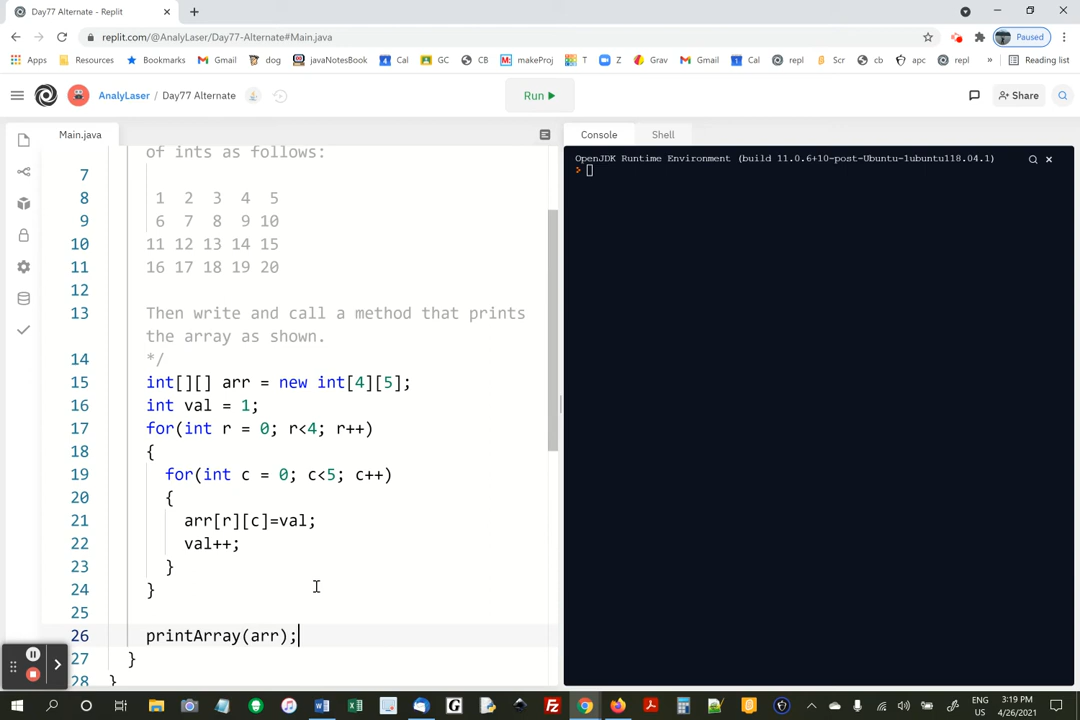 Day77 Alternate - Replit
replit.com/@AnalyLaser/Day77-Alternate#Main.java
Paused
Apps Resources Bookmarks Gmail dog javaNotebook Cal GC CB makeProj T Z Grav Gmail Cal repl Scr cb apc repl » Reading list
AnalyLaser / Day77 Alternate
Run
Share
Main.java
Console Shell
OpenJDK Runtime Environment (build 11.0.6+10-post-Ubuntu-1ubuntu118.04.1)
of ints as follows:
7
8 1 2 3 4 5
9 6 7 8 9 10
10 11 12 13 14 15
11 16 17 18 19 20
12
13 Then write and call a method that prints
the array as shown.
14 */
15 int[][] arr = new int[4][5];
16 int val = 1;
17 for(int r = 0; r<4; r++)
18 {
19 for(int c = 0; c<5; c++)
20 {
21 arr[r][c]=val;
22 val++;
23 }
24 }
25
26 printArray(arr);
27 }
28 }
ENG
US
3:19 PM
4/26/2021